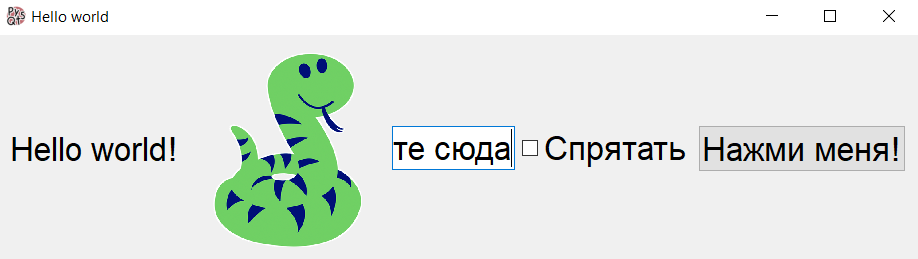 Hello world
Hello world!
те сюда
Спрятать
Нажми меня!